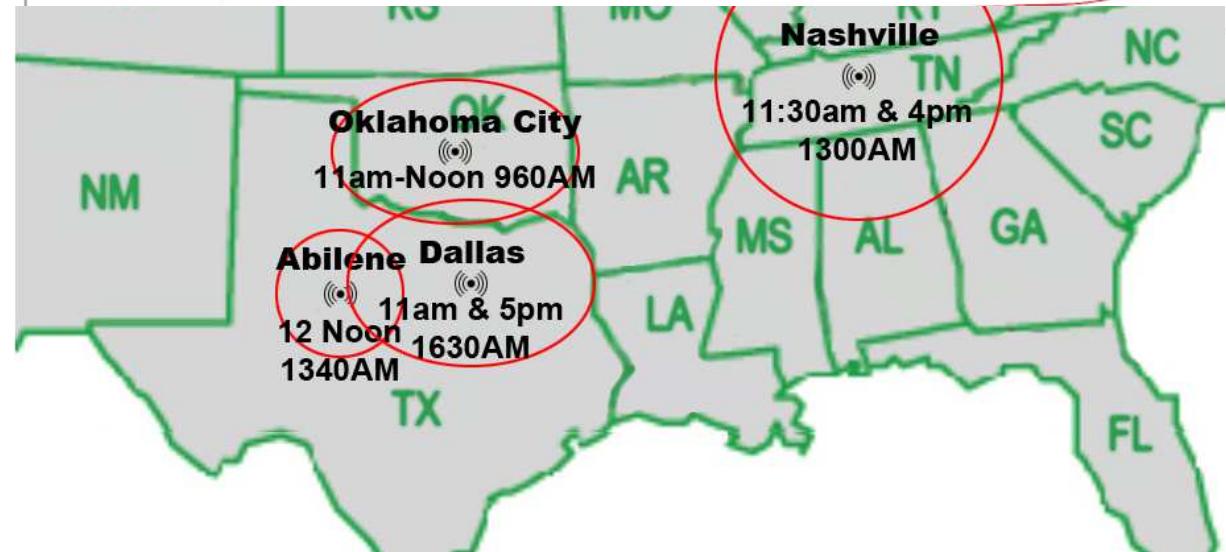 KS
MO
KY
Nashville
TN
NC
11:30am & 4pm
1300AM
OK
Oklahoma City
11am-Noon 960AM
AR
SC
NM
MS
AL
GA
Abilene
12 Noon
1340AM
Dallas
11am & 5pm
1630AM
LA
TX
FL